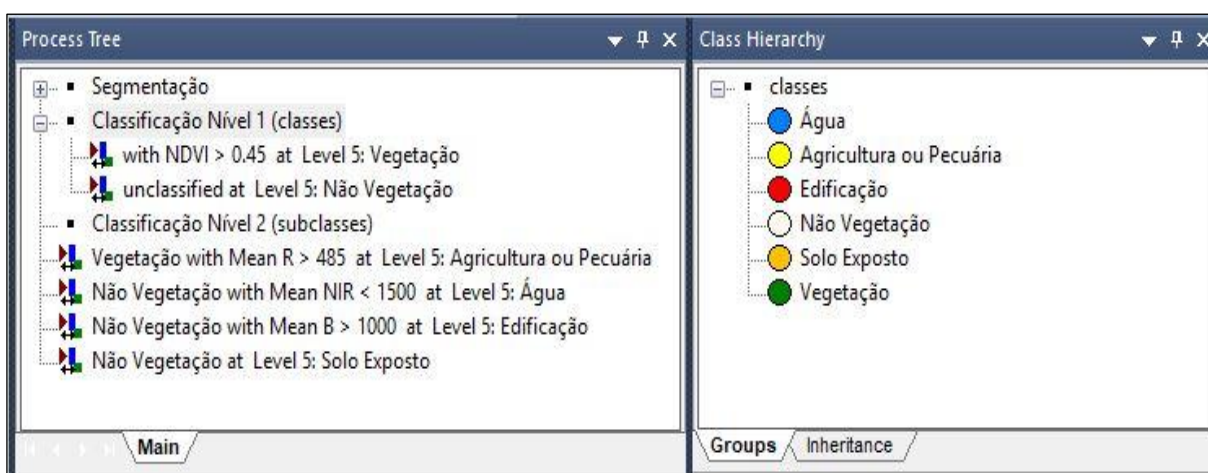 Process Tree
Segmentação
Classificação Nível 1 (classes)
with NDVI > 0.45 at Level 5: Vegetação
unclassified at Level 5: Não Vegetação
Classificação Nível 2 (subclasses)
Vegetação with Mean R > 485 at Level 5: Agricultura ou Pecuária
Não Vegetação with Mean NIR < 1500 at Level 5: Água
Não Vegetação with Mean B > 1000 at Level 5: Edificação
Não Vegetação at Level 5: Solo Exposto
Main
Class Hierarchy
classes
Água
Agricultura ou Pecuária
Edificação
Não Vegetação
Solo Exposto
Vegetação
Groups
Inheritance